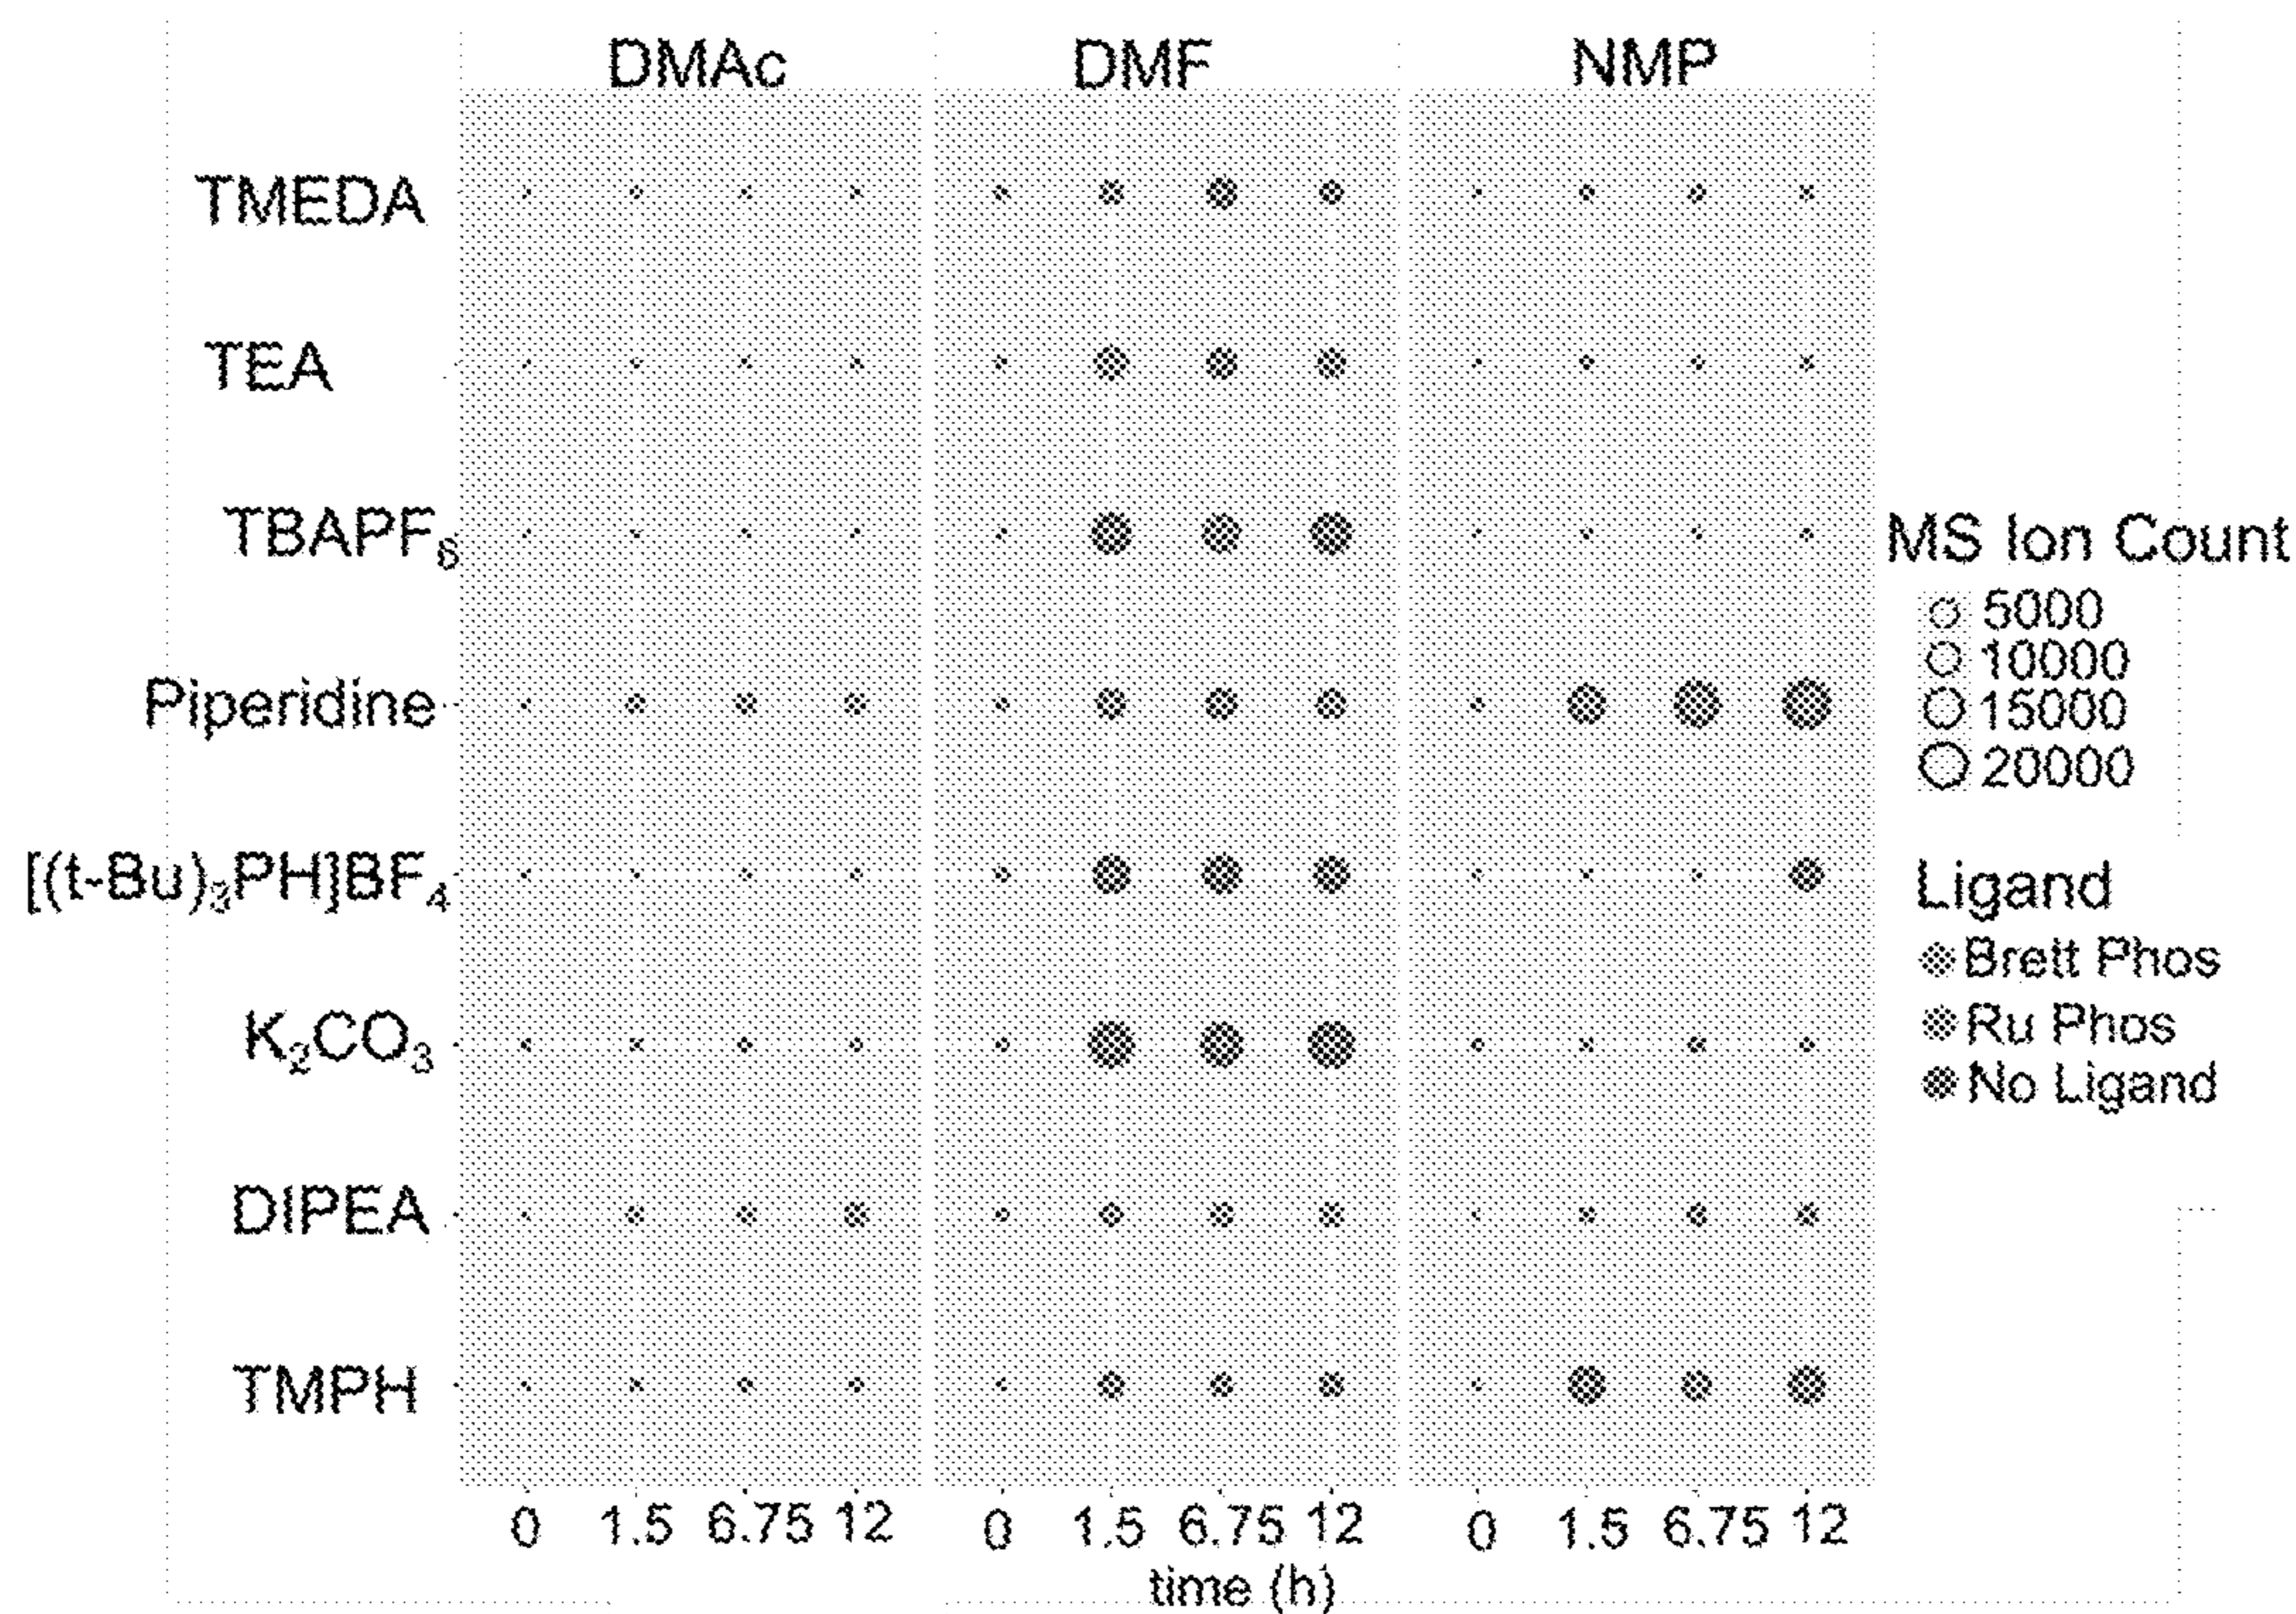 DMAc DMF NMP
TMEDA
TEA
TBAPF₆
MS Ion Count
5000
10000
15000
20000
Piperidine
[(t-Bu)₃PH]BF₄
Ligand
Brett Phos
Ru Phos
No Ligand
K₂CO₃
DIPEA
TMPH
0 1.5 6.75 12 0 1.5 6.75 12 0 1.5 6.75 12
time (h)